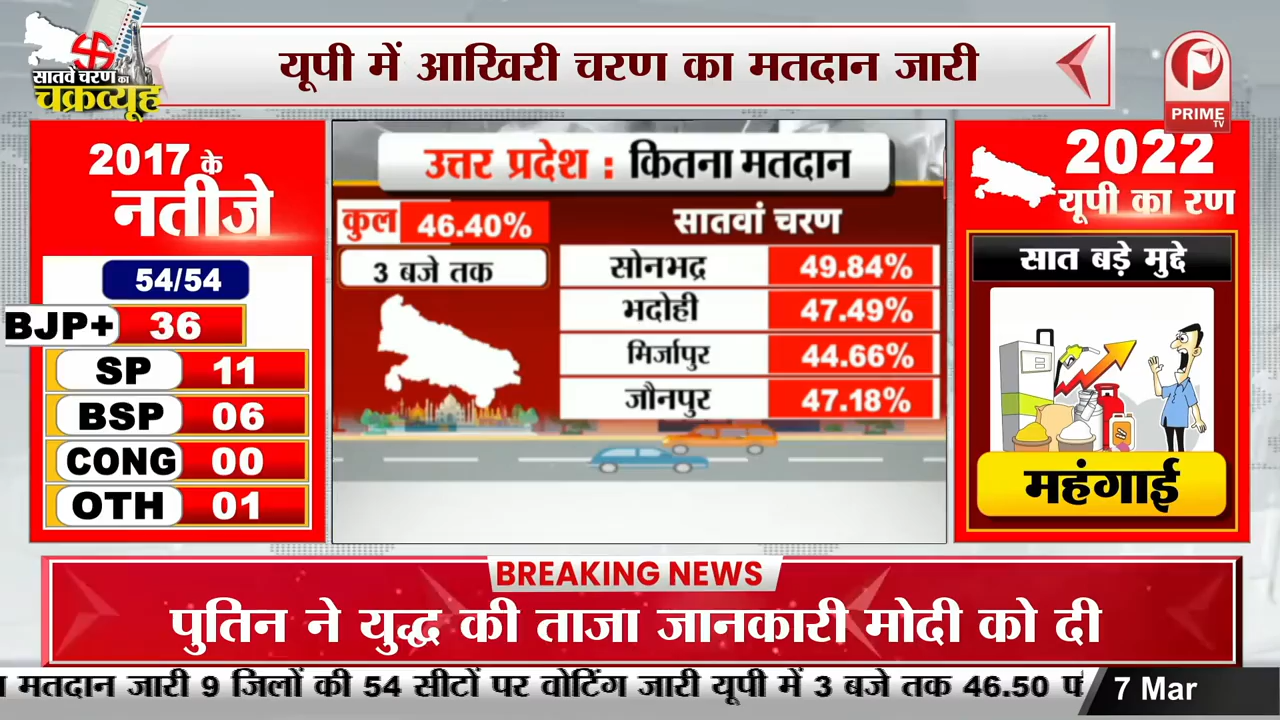 सातवें चरण का
चक्रव्यूह
यूपी में आखिरी चरण का मतदान जारी
PRIME
TV
2017 के
नतीजे
54/54
BJP+ 36
SP 11
BSP 06
CONG 00
OTH 01
उत्तर प्रदेश : कितना मतदान
कुल 46.40%
3 बजे तक
सातवां चरण
सोनभद्र 49.84%
भदोही 47.49%
मिर्जापुर 44.66%
जौनपुर 47.18%
2022
यूपी का रण
सात बड़े मुद्दे
महंगाई
BREAKING NEWS
पुतिन ने युद्ध की ताजा जानकारी मोदी को दी
मतदान जारी 9 जिलों की 54 सीटों पर वोटिंग जारी यूपी में 3 बजे तक 46.50
7 Mar